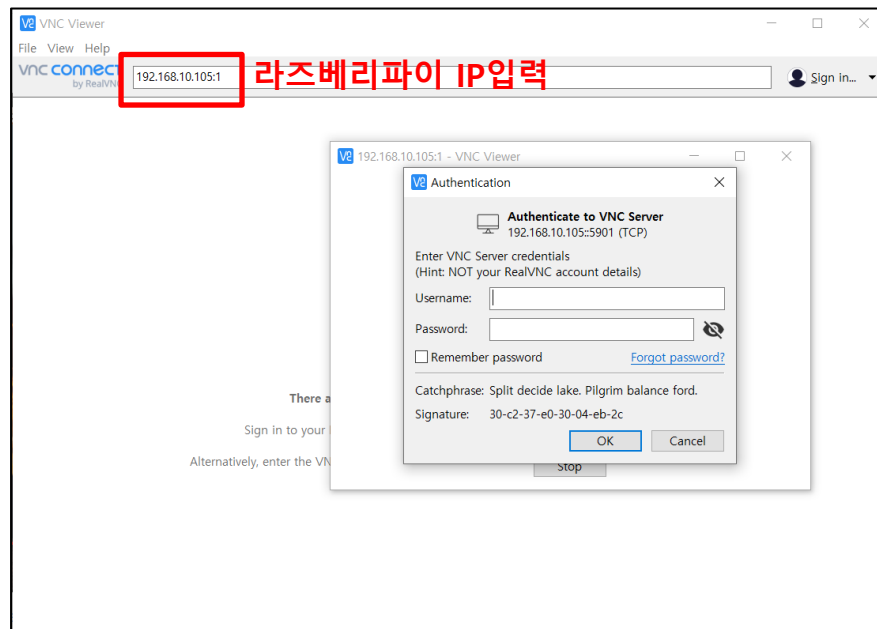 VNC Viewer
File View Help
vnc connect
by RealVNC
192.168.10.105:1
라즈베리파이 IP입력
Sign in...
192.168.10.105:1 - VNC Viewer
Authentication
Authenticate to VNC Server
192.168.10.105::5901 (TCP)
Enter VNC Server credentials
(Hint: NOT your RealVNC account details)
Username:
Password:
Remember password Forgot password?
Catchphrase: Split decide lake. Pilgrim balance ford.
Signature: 30-c2-37-e0-30-04-eb-2c
OK Cancel
Stop
There a
Sign in to your
Alternatively, enter the VN